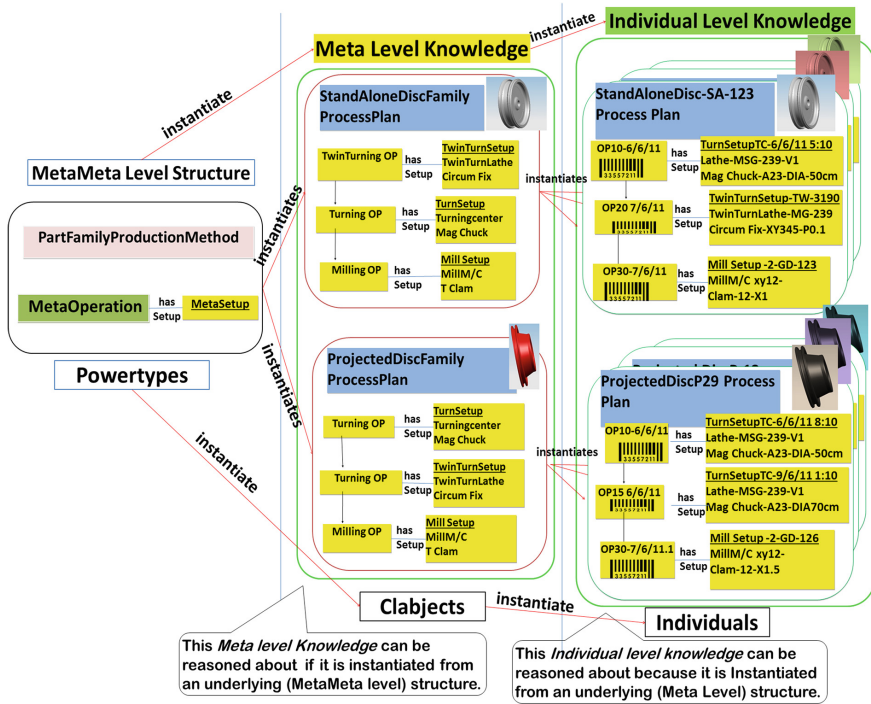 Meta Level Knowledge
instantiate
Individual Level Knowledge
instantiate
MetaMeta Level Structure
PartFamilyProductionMethod
MetaOperation
has
Setup
MetaSetup
Powertypes
instantiates
instantiates
instantiate
StandAloneDiscFamily
ProcessPlan
TwinTurning OP
has
Setup
TwinTurnSetup
TwinTurnLathe
Circum Fix
Turning OP
has
Setup
TurnSetup
Turningcenter
Mag Chuck
Milling OP
has
Setup
Mill Setup
MillM/C
T Clam
instantiates
ProjectedDiscFamily
ProcessPlan
Turning OP
has
Setup
TurnSetup
Turningcenter
Mag Chuck
Turning OP
has
Setup
TwinTurnSetup
TwinTurnLathe
Circum Fix
Milling OP
has
Setup
Mill Setup
MillM/C
T Clam
instantiates
StandAloneDisc-SA-123
Process Plan
OP10-6/6/11
33557211
has
Setup
TurnSetupTC-6/6/11 5:10
Lathe-MSG-239-V1
Mag Chuck-A23-DIA-50cm
OP20 7/6/11
33557211
has
Setup
TwinTurnSetup-TW-3190
TwinTurnLathe-MG-239
Circum Fix-XY345-P0.1
OP30-7/6/11
33557211
has
Setup
Mill Setup -2-GD-123
MillM/C xy12-
Clam-12-X1
ProjectedDiscP29 Process
Plan
OP10-6/6/11
33557211
has
Setup
TurnSetupTC-6/6/11 8:10
Lathe-MSG-239-V1
Mag Chuck-A23-DIA-50cm
OP15 6/6/11
33557211
has
Setup
TurnSetupTC-9/6/11 1:10
Lathe-MSG-239-V1
Mag Chuck-A23-DIA70cm
OP30-7/6/11.1
33557211
has
Setup
Mill Setup -2-GD-126
MillM/C xy12-
Clam-12-X1.5
Clabjects
instantiate
Individuals
This Meta level Knowledge can be
reasoned about if it is instantiated from
an underlying (MetaMeta level) structure.
This Individual level knowledge can be
reasoned about because it is Instantiated
from an underlying (Meta Level) structure.